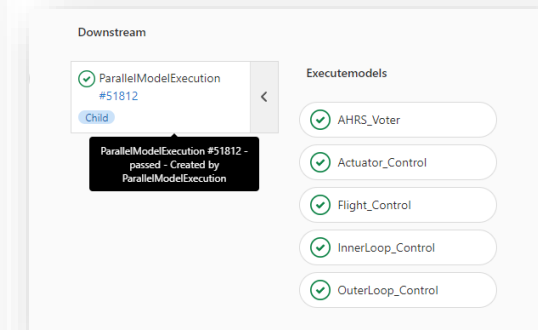 Downstream
ParallelModelExecution
#51812
Child
ParallelModelExecution #51812 -
passed - Created by
ParallelModelExecution
Executemodels
AHRS_Voter
Actuator_Control
Flight_Control
InnerLoop_Control
OuterLoop_Control